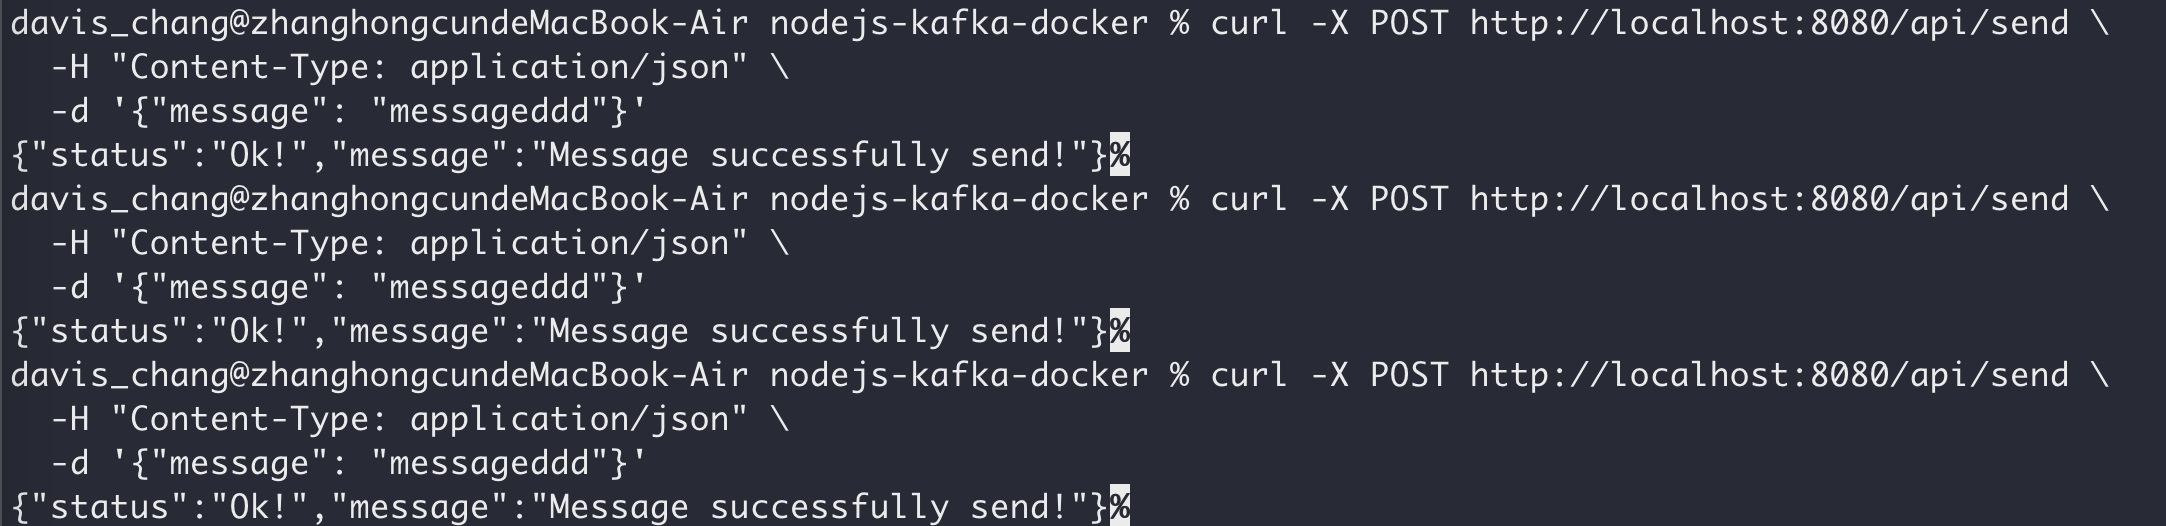 davis_chang@zhanghongcundeMacBook-Air nodejs-kafka-docker % curl -X POST http://localhost:8080/api/send \
  -H "Content-Type: application/json" \
  -d '{"message": "messageddd"}'
{"status":"Ok!","message":"Message successfully send!"}%
davis_chang@zhanghongcundeMacBook-Air nodejs-kafka-docker % curl -X POST http://localhost:8080/api/send \
  -H "Content-Type: application/json" \
  -d '{"message": "messageddd"}'
{"status":"Ok!","message":"Message successfully send!"}%
davis_chang@zhanghongcundeMacBook-Air nodejs-kafka-docker % curl -X POST http://localhost:8080/api/send \
  -H "Content-Type: application/json" \
  -d '{"message": "messageddd"}'
{"status":"Ok!","message":"Message successfully send!"}%